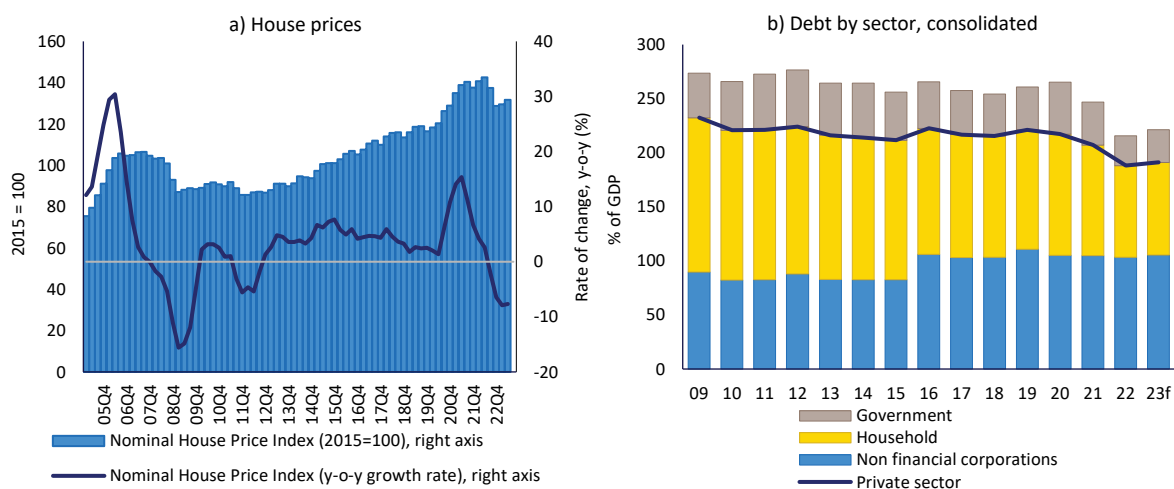 a) House prices
160
140
120
100
80
60
40
20
0
2015 = 100
40
30
20
10
0
-10
-20
Rate of change, y-o-y (%)
05Q4
06Q4
07Q4
08Q4
09Q4
10Q4
11Q4
12Q4
13Q4
14Q4
15Q4
16Q4
17Q4
18Q4
19Q4
20Q4
21Q4
22Q4
Nominal House Price Index (2015=100), right axis
Nominal House Price Index (y-o-y growth rate), right axis
b) Debt by sector, consolidated
300
250
200
150
100
50
0
% of GDP
09 10 11 12 13 14 15 16 17 18 19 20 21 22 23f
Government
Household
Non financial corporations
Private sector